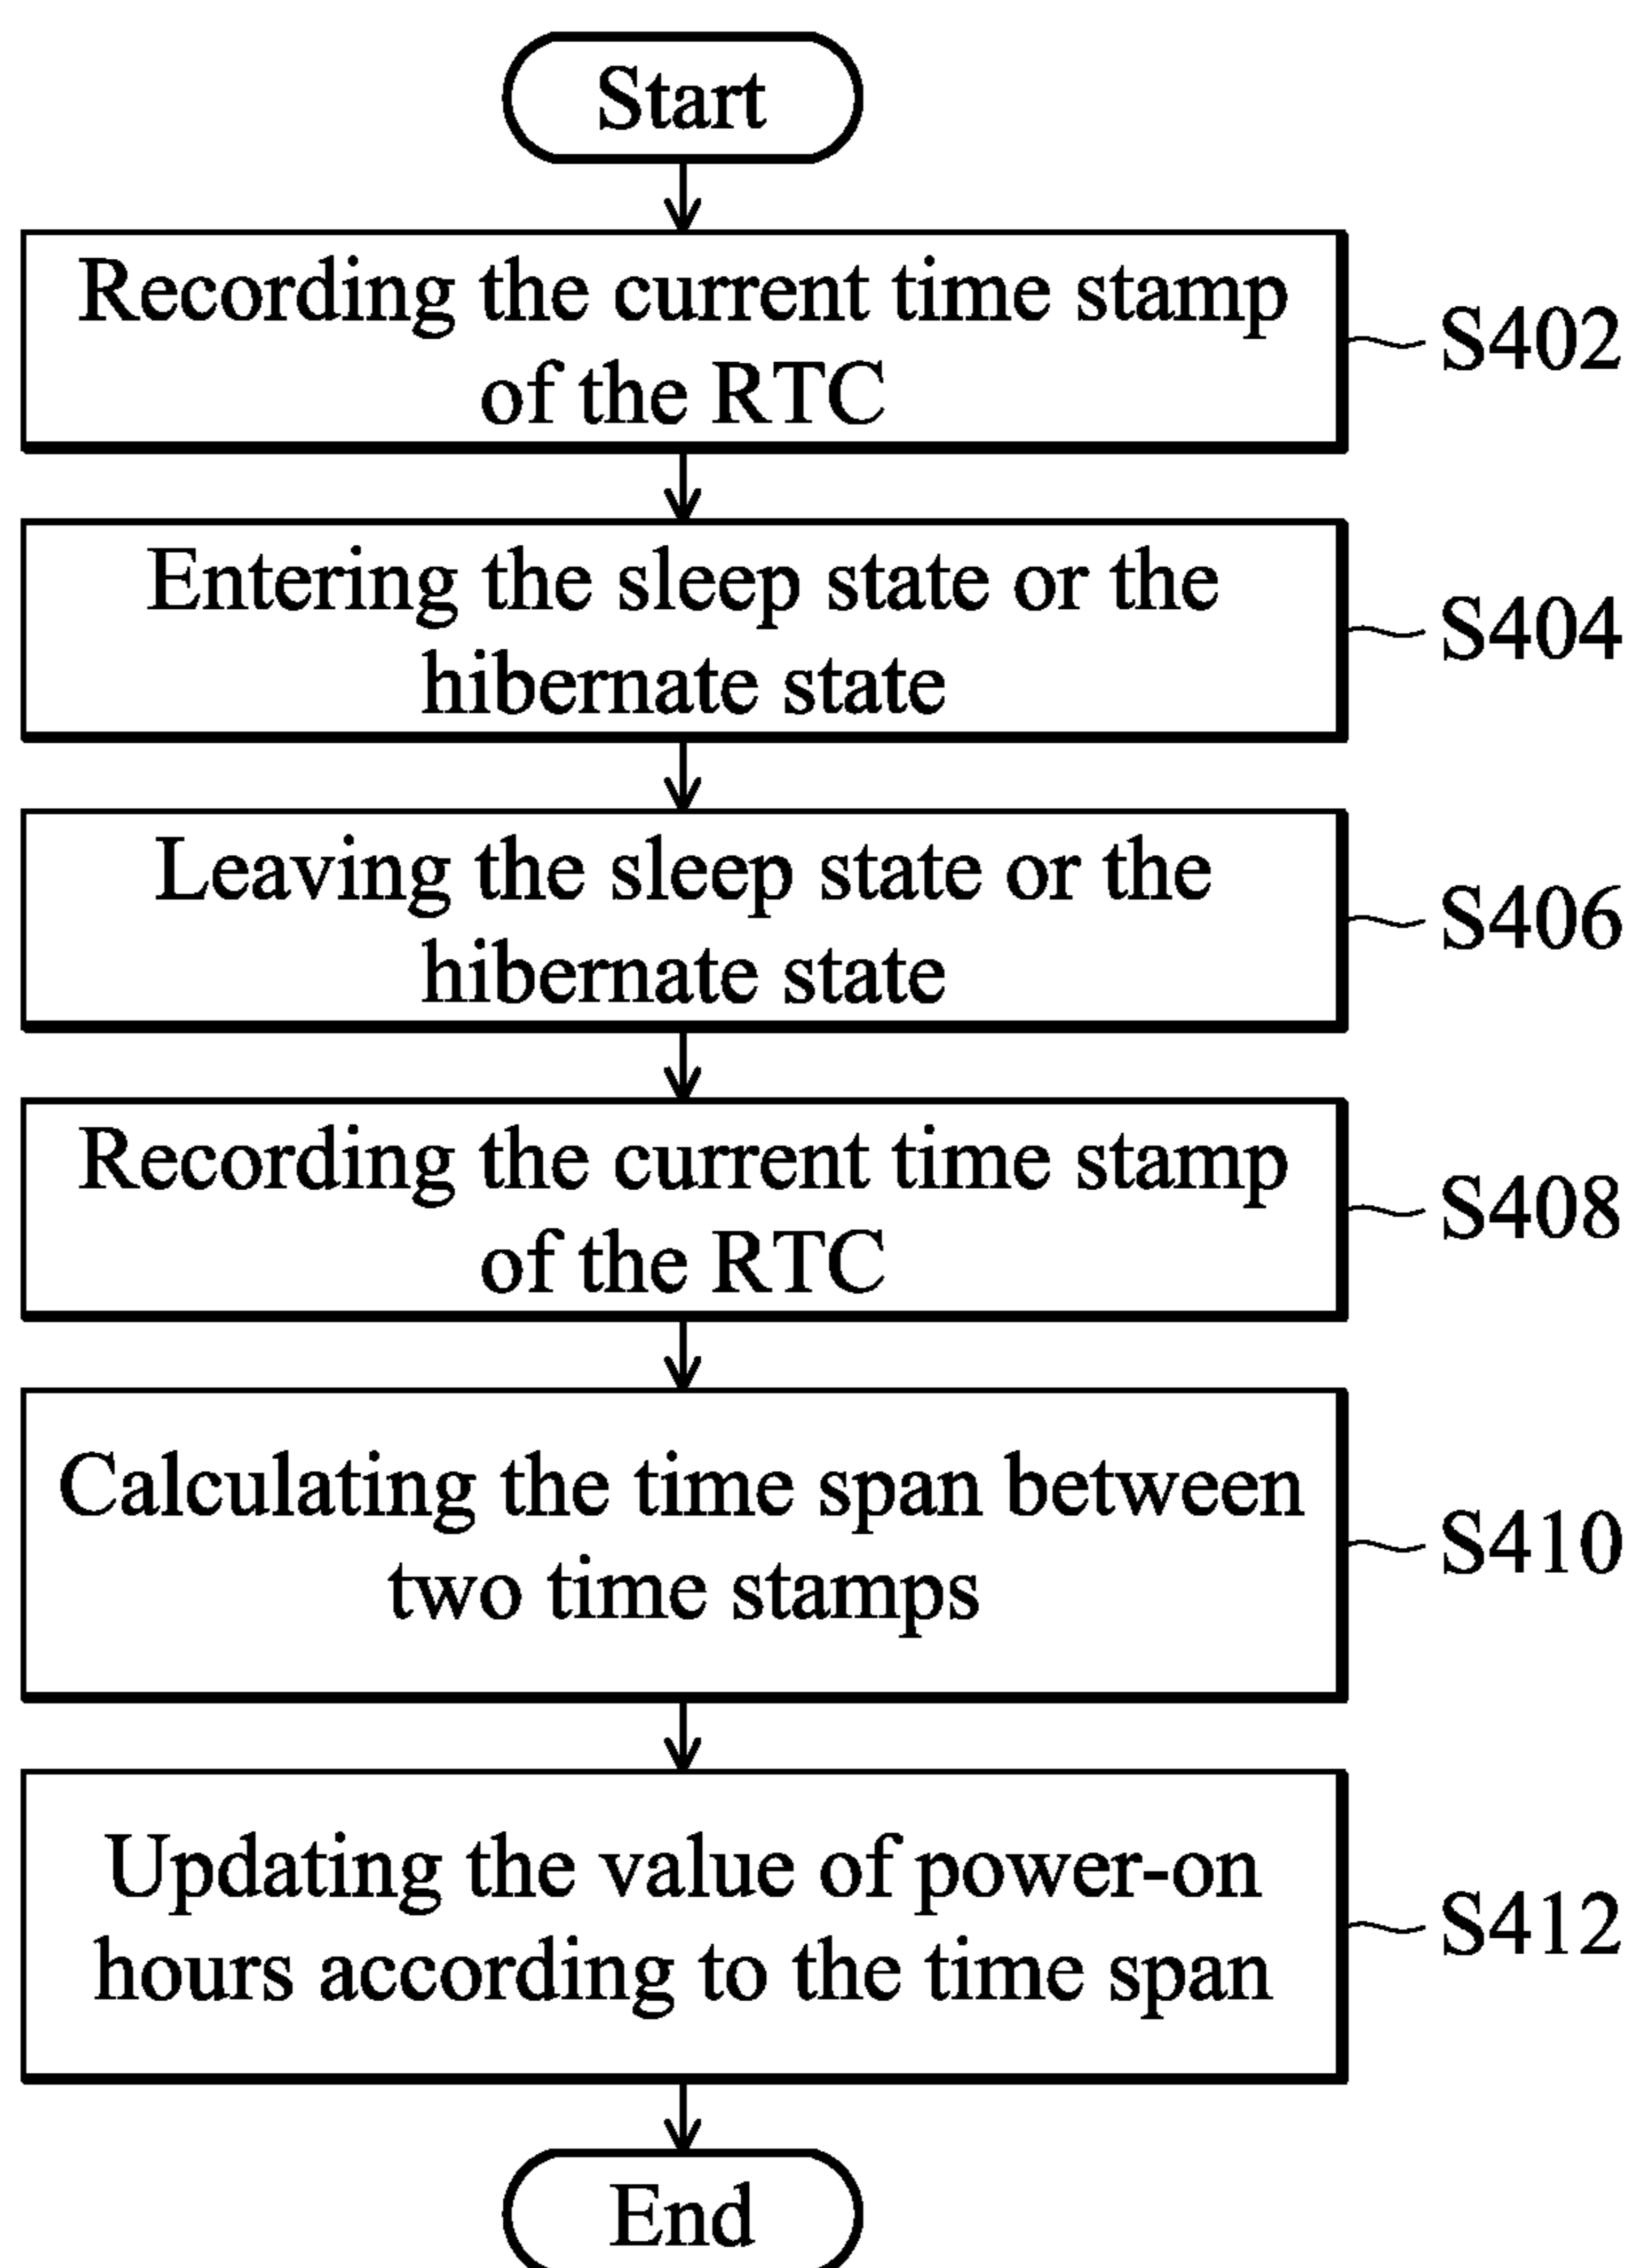 Start
Recording the current time stamp
of the RTC
S402
Entering the sleep state or the
hibernate state
S404
Leaving the sleep state or the
hibernate state
S406
Recording the current time stamp
of the RTC
S408
Calculating the time span between
two time stamps
S410
Updating the value of power-on
hours according to the time span
S412
End